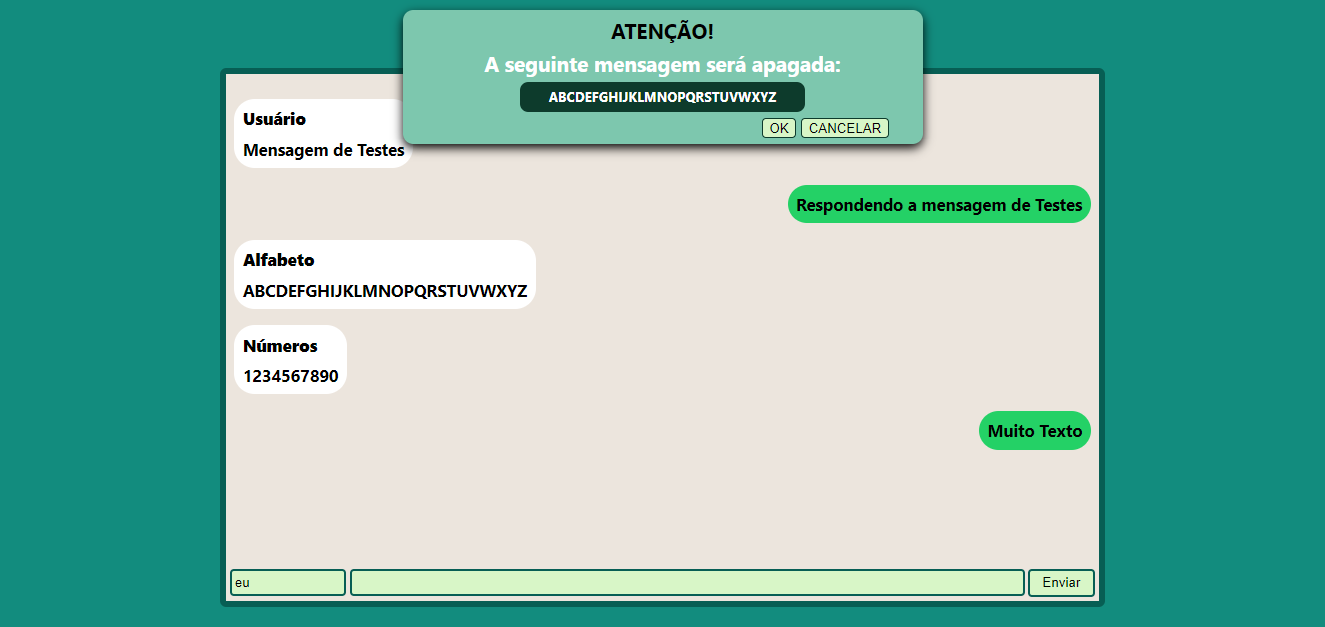 ATENÇÃO!
A seguinte mensagem será apagada:
ABCDEFGHIJKLMNOPQRSTUVWXYZ
OK CANCELAR
Usuário
Mensagem de Testes
Respondendo a mensagem de Testes
Alfabeto
ABCDEFGHIJKLMNOPQRSTUVWXYZ
Números
1234567890
Muito Texto
eu
Enviar